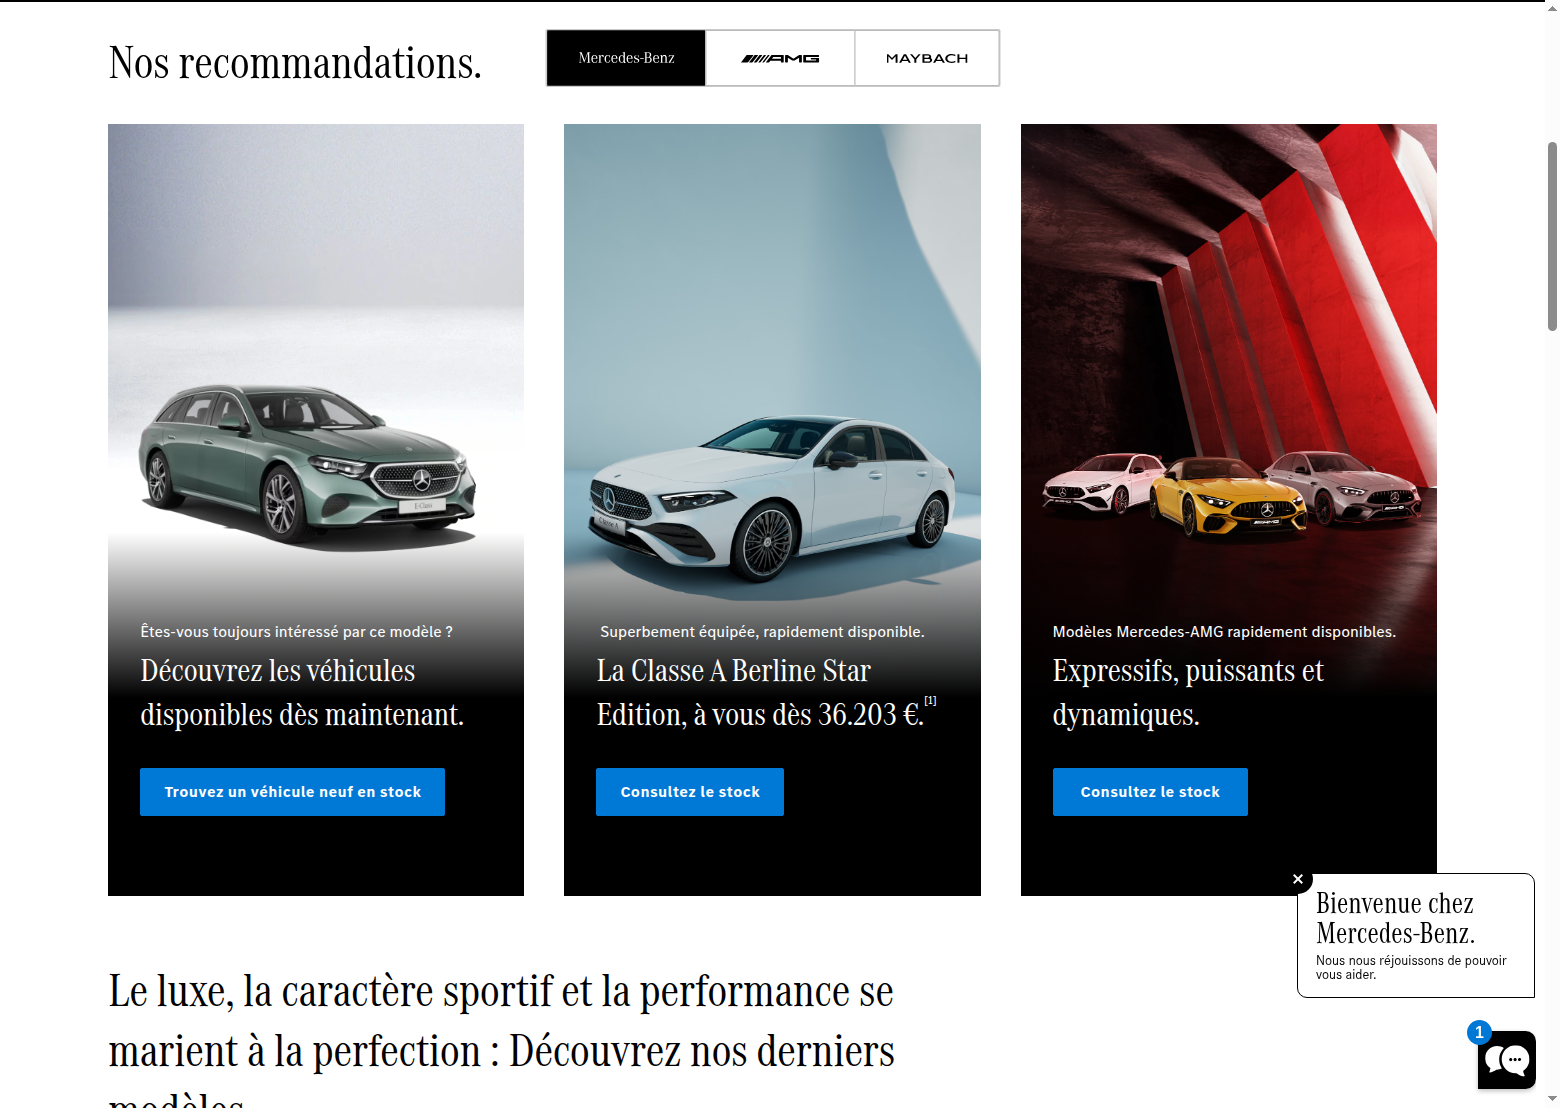 Nos recommandations.
Mercedes-Benz
AMG
MAYBACH
E-Class
Classe A
AMG
Êtes-vous toujours intéressé par ce modèle ?
Découvrez les véhicules
disponibles dès maintenant.
Trouvez un véhicule neuf en stock
Superbement équipée, rapidement disponible.
La Classe A Berline Star
Edition, à vous dès 36.203 €.[1]
Consultez le stock
Modèles Mercedes-AMG rapidement disponibles.
Expressifs, puissants et
dynamiques.
Consultez le stock
Bienvenue chez
Mercedes-Benz.
Nous nous réjouissons de pouvoir
vous aider.
1
Le luxe, la caractère sportif et la performance se
marient à la perfection : Découvrez nos derniers
modèles